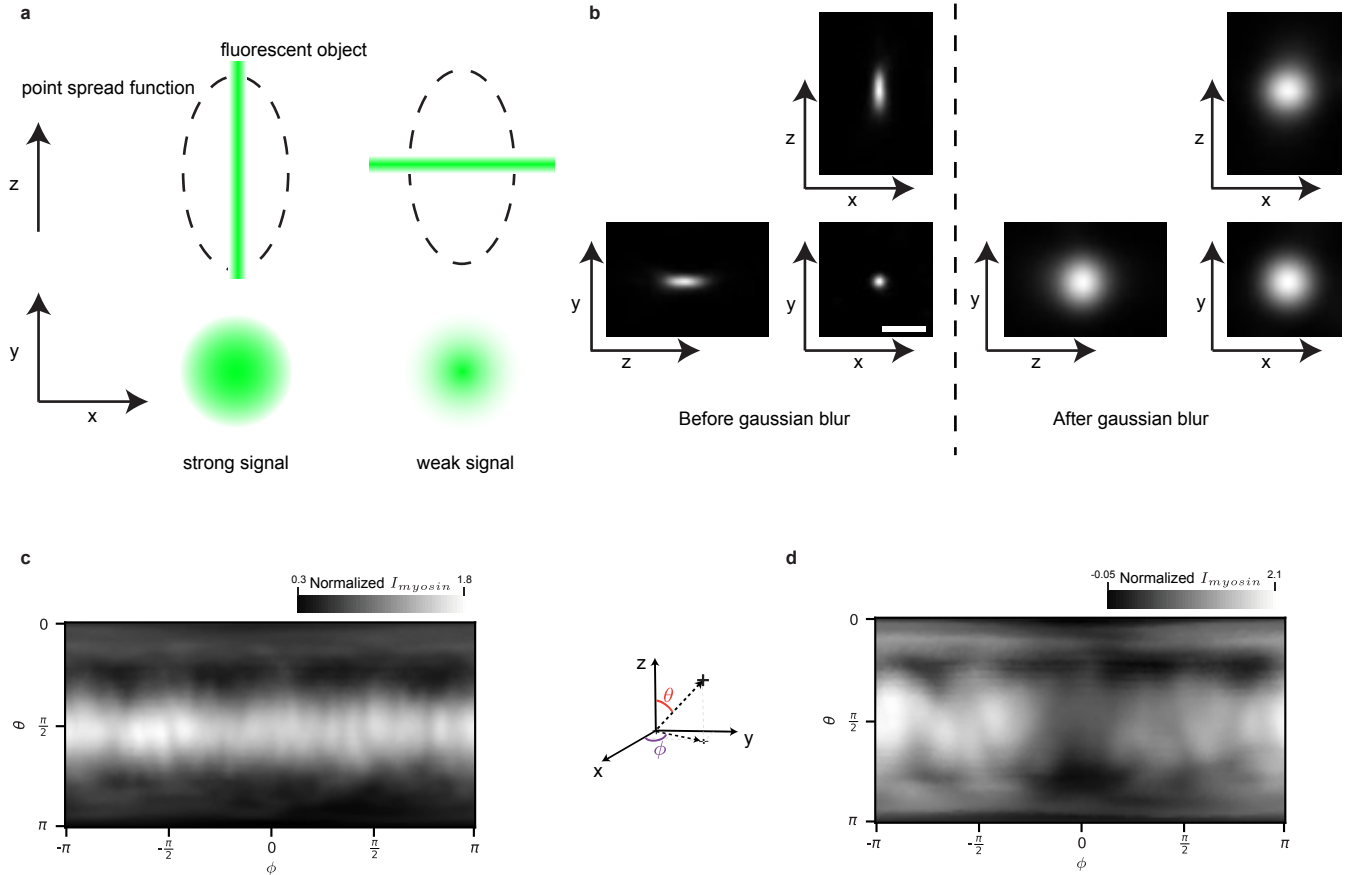 a
fluorescent object
point spread function
z
y
x
strong signal
weak signal
b
z
x
y
z
y
x
Before gaussian blur
z
x
y
z
y
x
After gaussian blur
c
0.3 Normalized I_myosin 1.8
0
θ π/2
π
-π -π/2 0 π/2 π
ϕ
z
θ
ϕ
y
x
d
-0.05 Normalized I_myosin 2.1
0
θ π/2
π
-π -π/2 0 π/2 π
ϕ